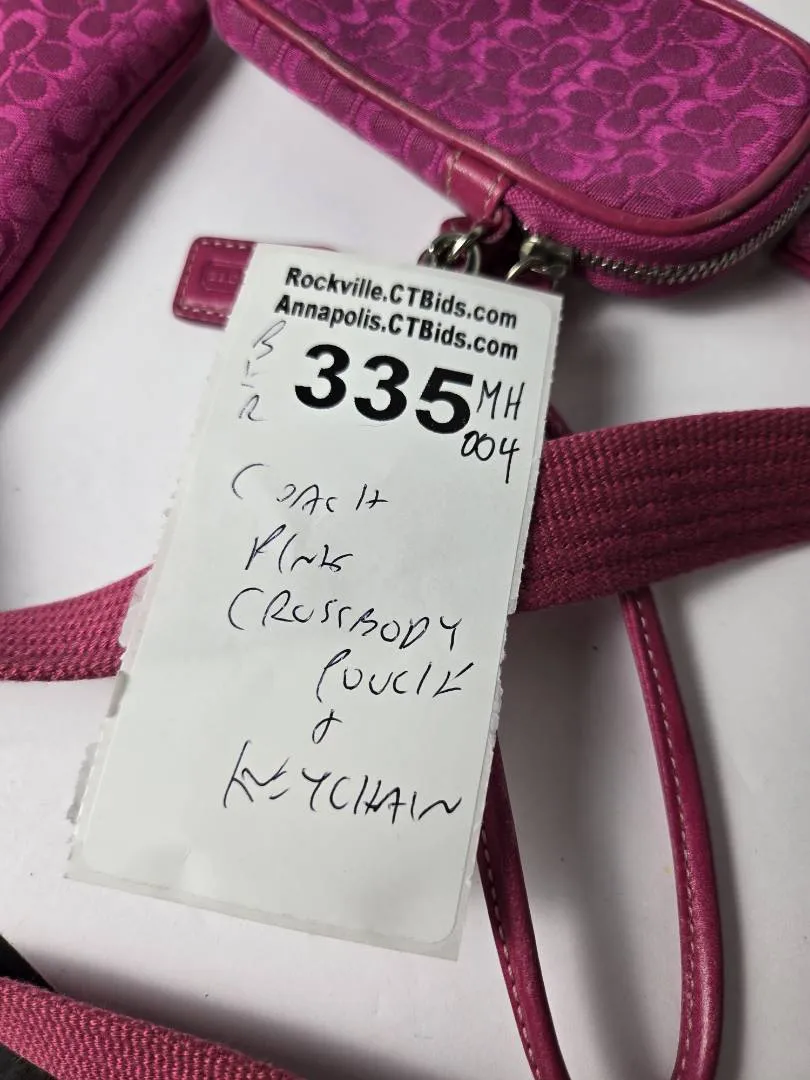 Rockville.CTBids.com
Annapolis.CTBids.com
335 MH
004
COACH
PINK
CROSSBODY
POUCH
&
KEYCHAIN